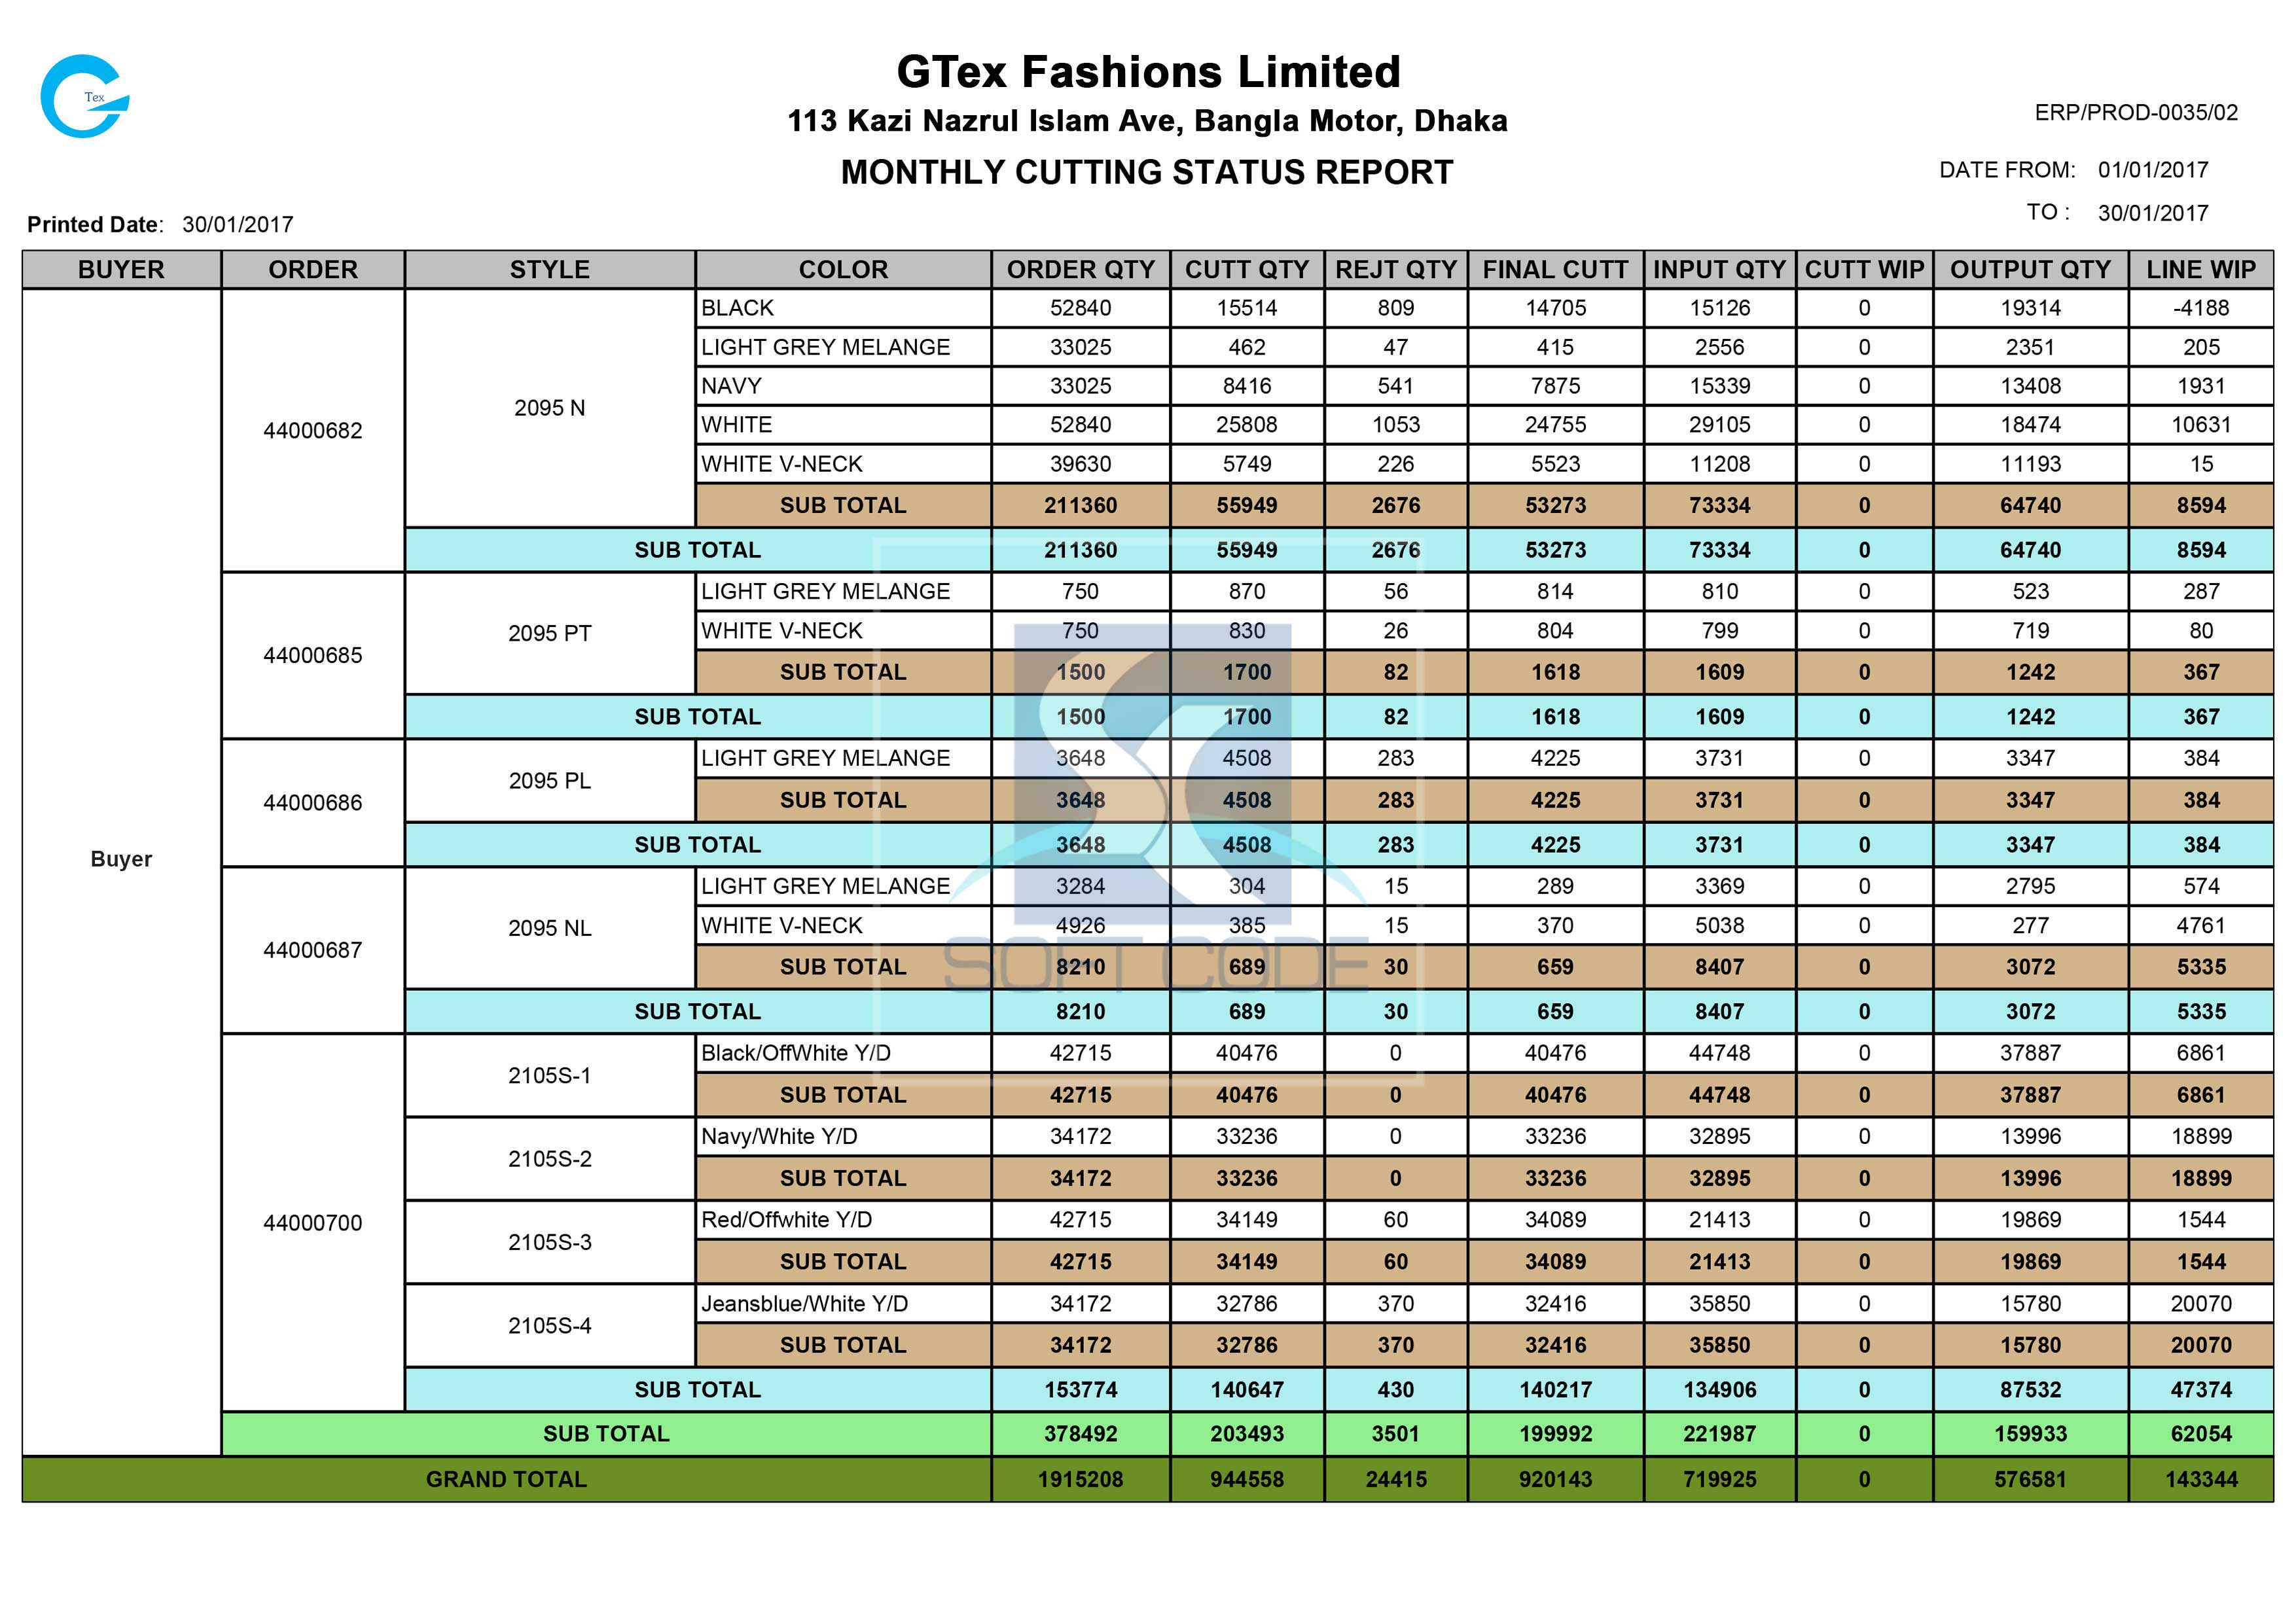 Tex
GTex Fashions Limited
113 Kazi Nazrul Islam Ave, Bangla Motor, Dhaka
ERP/PROD-0035/02
MONTHLY CUTTING STATUS REPORT
DATE FROM: 01/01/2017
TO : 30/01/2017
Printed Date: 30/01/2017
BUYER ORDER STYLE COLOR ORDER QTY CUTT QTY REJT QTY FINAL CUTT INPUT QTY CUTT WIP OUTPUT QTY LINE WIP
Buyer
44000682
2095 N
BLACK 52840 15514 809 14705 15126 0 19314 -4188
LIGHT GREY MELANGE 33025 462 47 415 2556 0 2351 205
NAVY 33025 8416 541 7875 15339 0 13408 1931
WHITE 52840 25808 1053 24755 29105 0 18474 10631
WHITE V-NECK 39630 5749 226 5523 11208 0 11193 15
SUB TOTAL 211360 55949 2676 53273 73334 0 64740 8594
SUB TOTAL 211360 55949 2676 53273 73334 0 64740 8594
44000685
2095 PT
LIGHT GREY MELANGE 750 870 56 814 810 0 523 287
WHITE V-NECK 750 830 26 804 799 0 719 80
SUB TOTAL 1500 1700 82 1618 1609 0 1242 367
SUB TOTAL 1500 1700 82 1618 1609 0 1242 367
44000686
2095 PL
LIGHT GREY MELANGE 3648 4508 283 4225 3731 0 3347 384
SUB TOTAL 3648 4508 283 4225 3731 0 3347 384
SUB TOTAL 3648 4508 283 4225 3731 0 3347 384
44000687
2095 NL
LIGHT GREY MELANGE 3284 304 15 289 3369 0 2795 574
WHITE V-NECK 4926 385 15 370 5038 0 277 4761
SUB TOTAL 8210 689 30 659 8407 0 3072 5335
SUB TOTAL 8210 689 30 659 8407 0 3072 5335
SOFT CODE
44000700
2105S-1
Black/OffWhite Y/D 42715 40476 0 40476 44748 0 37887 6861
SUB TOTAL 42715 40476 0 40476 44748 0 37887 6861
2105S-2
Navy/White Y/D 34172 33236 0 33236 32895 0 13996 18899
SUB TOTAL 34172 33236 0 33236 32895 0 13996 18899
2105S-3
Red/Offwhite Y/D 42715 34149 60 34089 21413 0 19869 1544
SUB TOTAL 42715 34149 60 34089 21413 0 19869 1544
2105S-4
Jeansblue/White Y/D 34172 32786 370 32416 35850 0 15780 20070
SUB TOTAL 34172 32786 370 32416 35850 0 15780 20070
SUB TOTAL 153774 140647 430 140217 134906 0 87532 47374
SUB TOTAL 378492 203493 3501 199992 221987 0 159933 62054
GRAND TOTAL 1915208 944558 24415 920143 719925 0 576581 143344